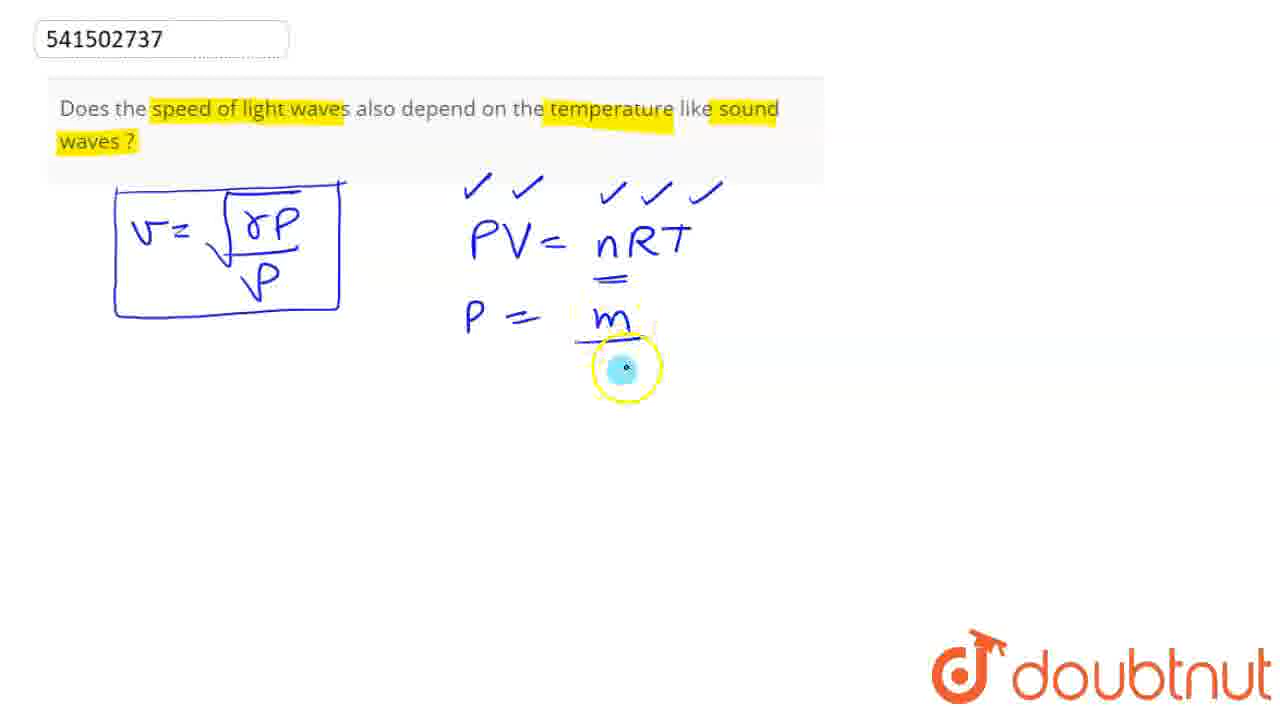 541502737
Does the speed of light waves also depend on the temperature like sound
waves ?
v = √γP/ρ
PV = nRT
P = m
doubtnut